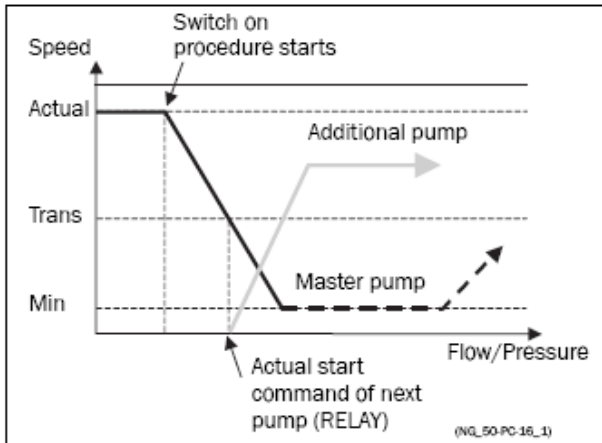 Switch on
procedure starts
Speed
Actual
Additional pump
Trans
Master pump
Min
Flow/Pressure
Actual start
command of next
pump (RELAY)
(NG_50-PC-16_1)